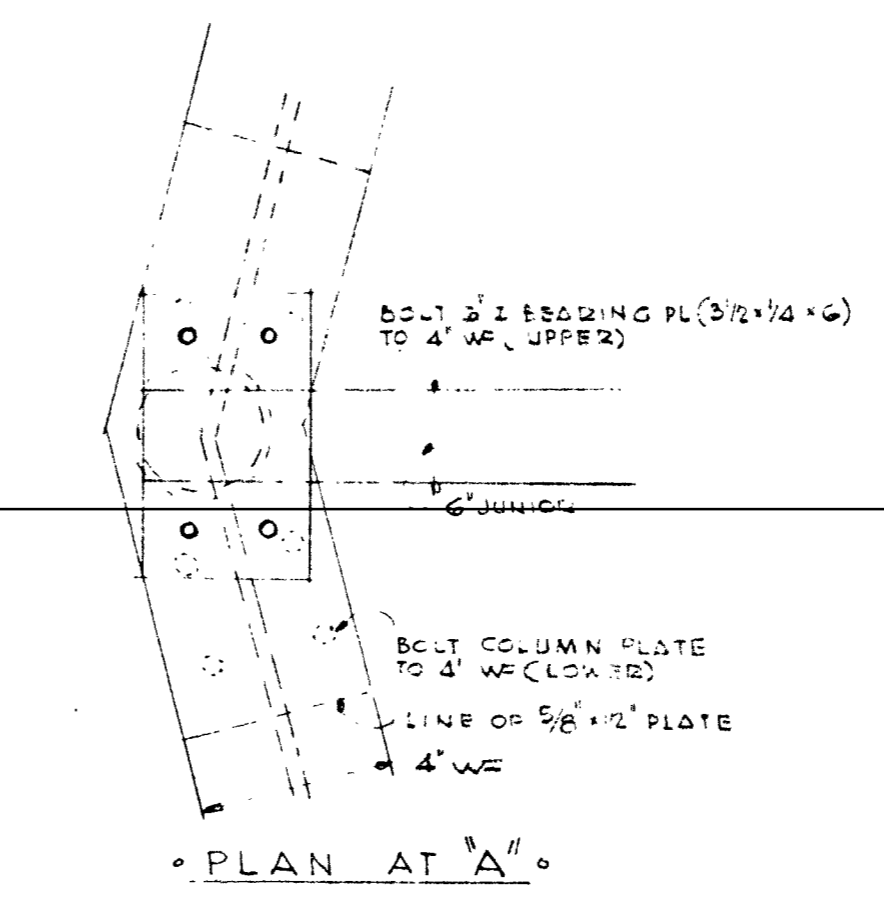 BOLT I BEARING PL (3 1/2 x 1/4 x 6)
TO 4" WF (UPPER)
6" JUNIOR
BOLT COLUMN PLATE
TO 4" WF (LOWER)
LINE OF 5/8" x 12" PLATE
4" WF
PLAN AT "A"